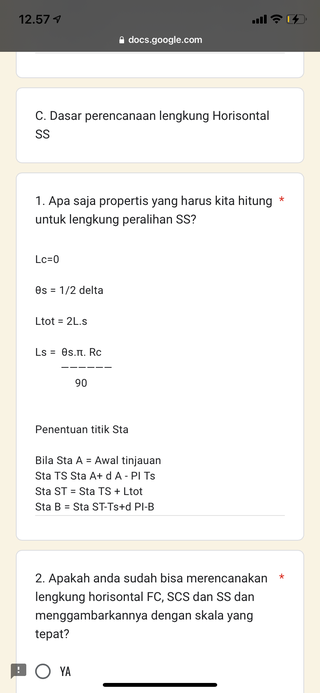 12.57
docs.google.com
C. Dasar perencanaan lengkung Horisontal
SS
1. Apa saja propertis yang harus kita hitung *
untuk lengkung peralihan SS?
Lc=0
θs = 1/2 delta
Ltot = 2L.s
Ls = θs.π. Rc
——————
90
Penentuan titik Sta
Bila Sta A = Awal tinjauan
Sta TS Sta A+ d A - PI Ts
Sta ST = Sta TS + Ltot
Sta B = Sta ST-Ts+d PI-B
2. Apakah anda sudah bisa merencanakan *
lengkung horisontal FC, SCS dan SS dan
menggambarkannya dengan skala yang
tepat?
YA